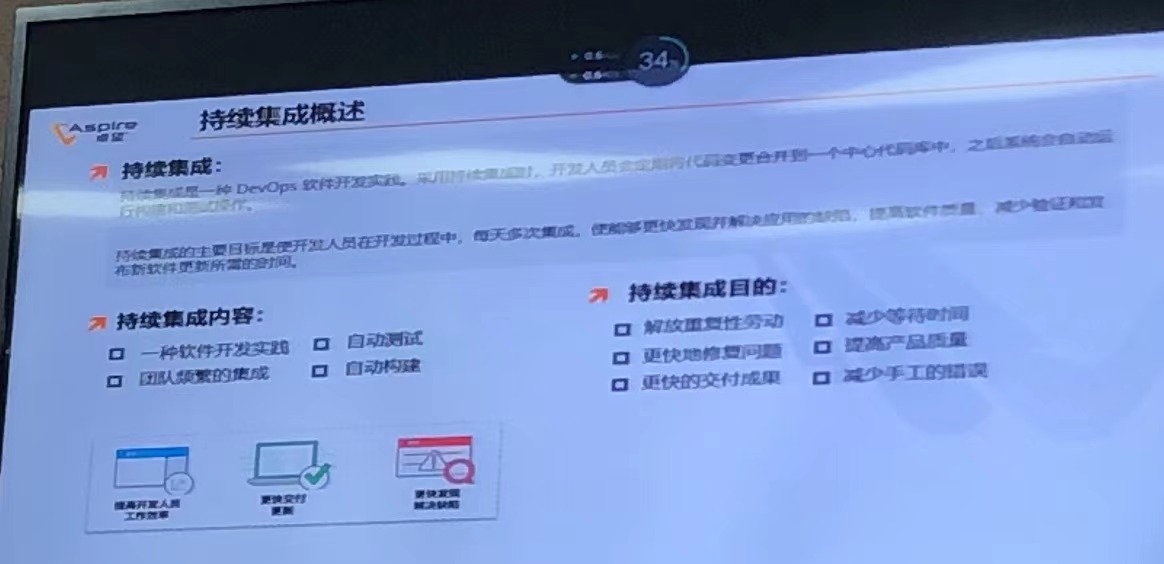 34%
Aspire
卓望
持续集成概述
持续集成:
持续集成是一种 DevOps 软件开发实践。采用持续集成时，开发人员会定期将代码变更合并到一个中心代码库中，之后系统会自动运
行构建和测试操作。
持续集成的主要目标是使开发人员在开发过程中，每天多次集成。使能够更快发现并解决应用的缺陷，提高软件质量，减少验证和发
布新软件更新所需的时间。
持续集成内容:
一种软件开发实践 自动测试
团队频繁的集成 自动构建
持续集成目的:
解放重复性劳动 减少等待时间
更快地修复问题 提高产品质量
更快的交付成果 减少手工的错误
提高开发人员
工作效率
更快交付
更新
更快发现
解决缺陷